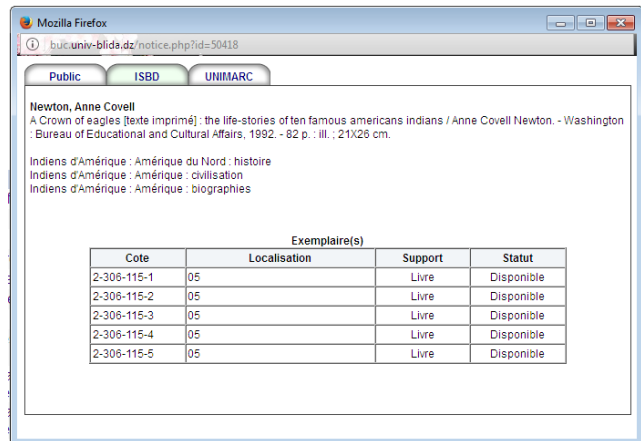 Mozilla Firefox
buc.univ-blida.dz/notice.php?id=50418
Public ISBD UNIMARC
Newton, Anne Covell
A Crown of eagles [texte imprimé] : the life-stories of ten famous americans indians / Anne Covell Newton. - Washington
: Bureau of Educational and Cultural Affairs, 1992. - 82 p. : ill. ; 21X26 cm.
Indiens d'Amérique : Amérique du Nord : histoire
Indiens d'Amérique : Amérique : civilisation
Indiens d'Amérique : Amérique : biographies
Exemplaire(s)
Cote Localisation Support Statut
2-306-115-1 05 Livre Disponible
2-306-115-2 05 Livre Disponible
2-306-115-3 05 Livre Disponible
2-306-115-4 05 Livre Disponible
2-306-115-5 05 Livre Disponible